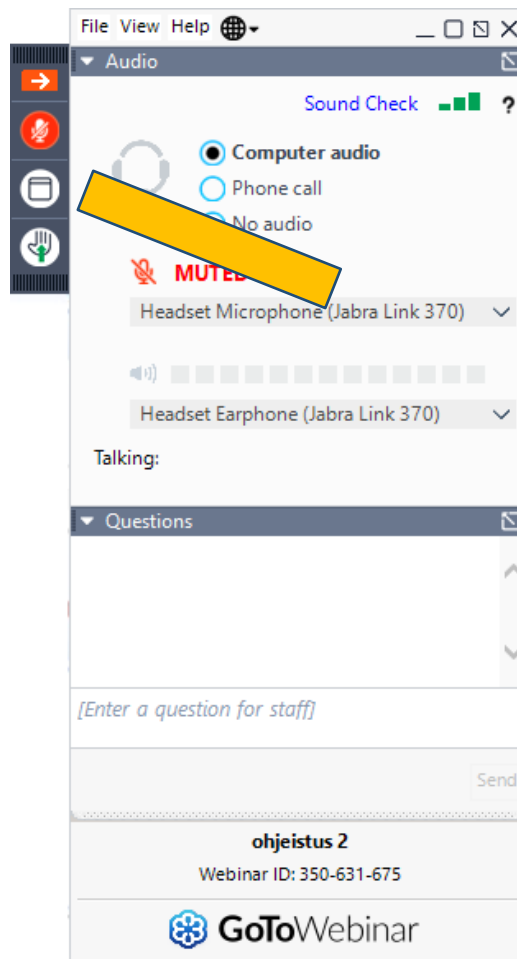 File View Help
Audio
Sound Check ?
Computer audio
Phone call
No audio
MUTED
Headset Microphone (Jabra Link 370)
Headset Earphone (Jabra Link 370)
Talking:
Questions
[Enter a question for staff]
Send
ohjeistus 2
Webinar ID: 350-631-675
GoToWebinar